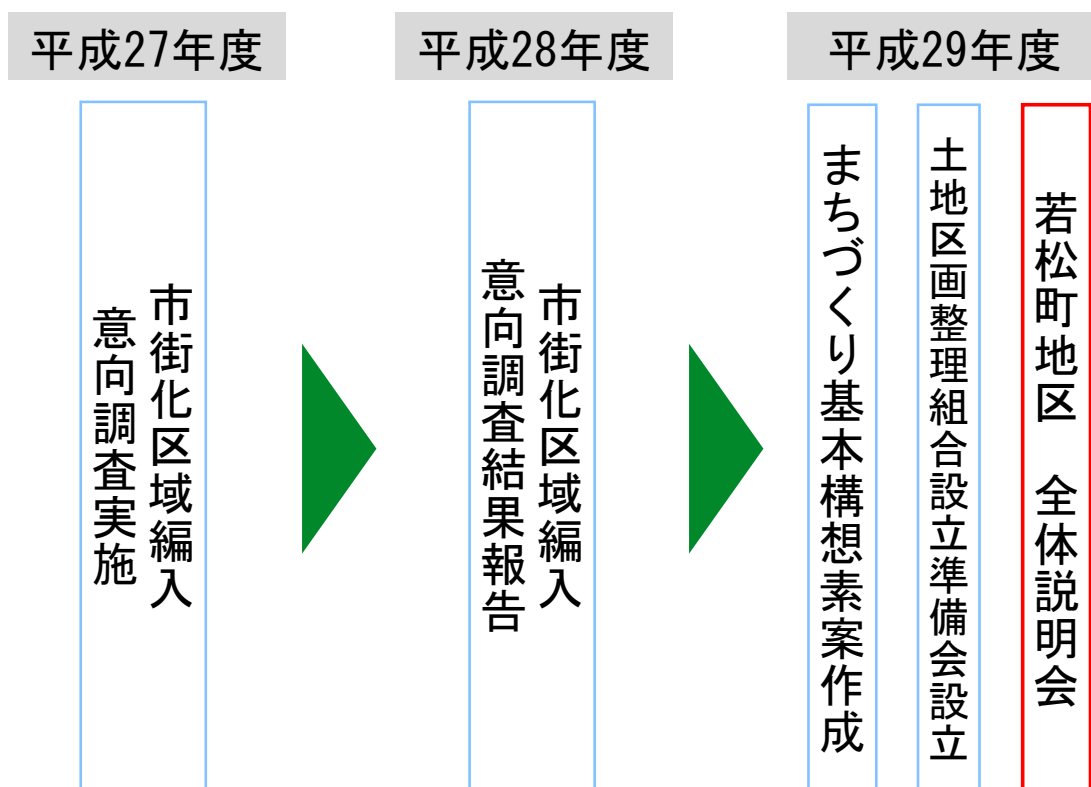 平成27年度
市街化区域編入
意向調査実施
平成28年度
市街化区域編入
意向調査結果報告
平成29年度
まちづくり基本構想素案作成
土地区画整理組合設立準備会設立
若松町地区　全体説明会